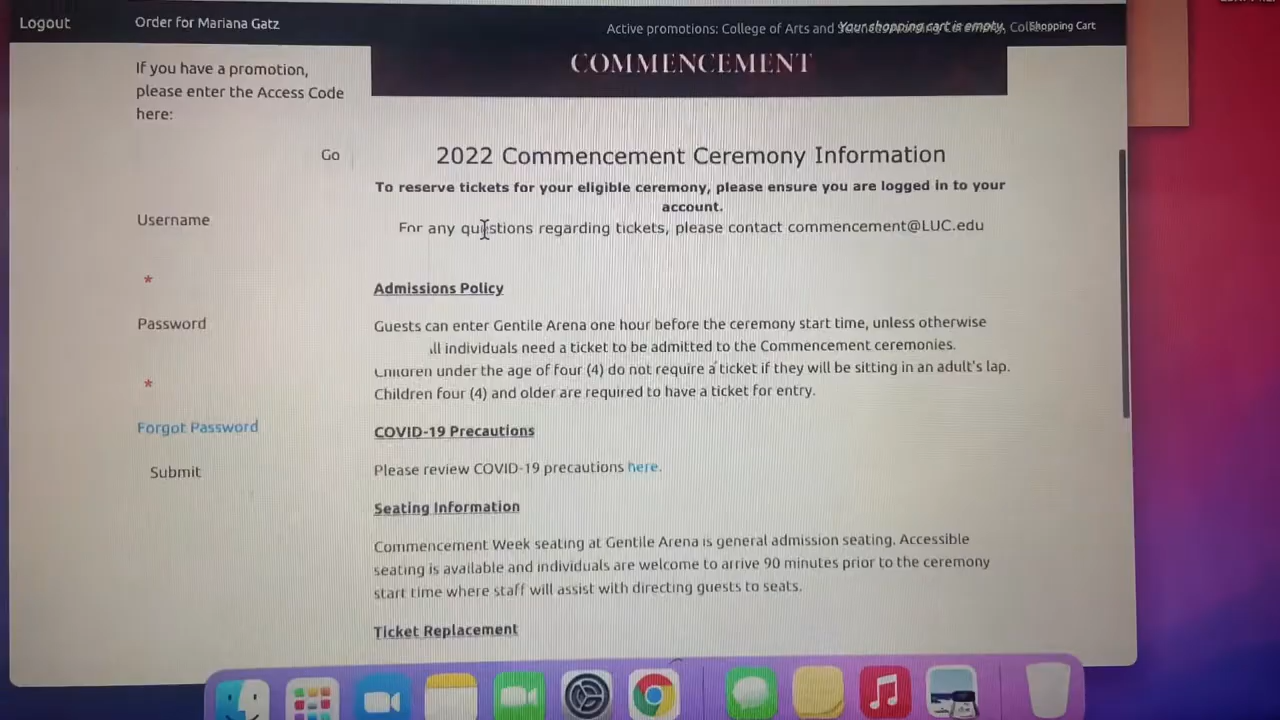 Logout
Order for Mariana Gatz
Active promotions: College of Arts and
Your shopping cart is empty,
Shopping Cart
If you have a promotion,
please enter the Access Code
here:
Go
Username
*
Password
*
Forgot Password
Submit
COMMENCEMENT
2022 Commencement Ceremony Information
To reserve tickets for your eligible ceremony, please ensure you are logged in to your
account.
For any questions regarding tickets, please contact commencement@LUC.edu
Admissions Policy
Guests can enter Gentile Arena one hour before the ceremony start time, unless otherwise
individuals need a ticket to be admitted to the Commencement ceremonies.
Children under the age of four (4) do not require a ticket if they will be sitting in an adult's lap.
Children four (4) and older are required to have a ticket for entry.
COVID-19 Precautions
Please review COVID-19 precautions here.
Seating Information
Commencement Week seating at Gentile Arena is general admission seating. Accessible
seating is available and individuals are welcome to arrive 90 minutes prior to the ceremony
start time where staff will assist with directing guests to seats.
Ticket Replacement